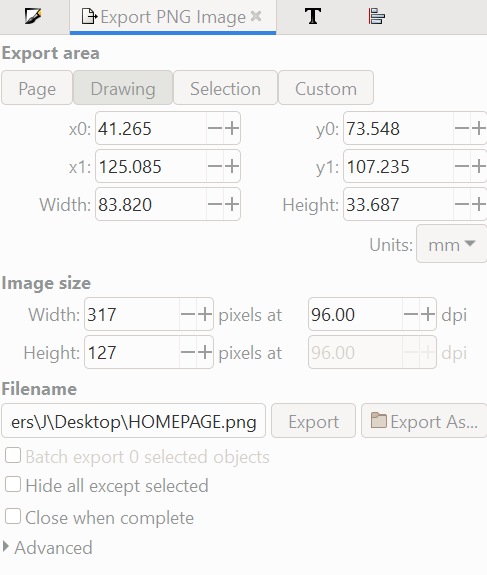 Export PNG Image
Export area
Page Drawing Selection Custom
x0: 41.265 y0: 73.548
x1: 125.085 y1: 107.235
Width: 83.820 Height: 33.687
Units: mm
Image size
Width: 317 pixels at 96.00 dpi
Height: 127 pixels at 96.00 dpi
Filename
ers\J\Desktop\HOMEPAGE.png Export Export As...
Batch export 0 selected objects
Hide all except selected
Close when complete
Advanced